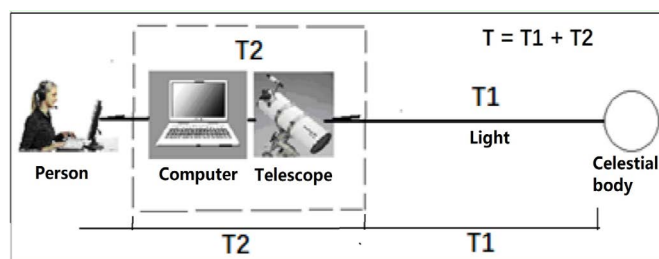 T2
T = T1 + T2
T1
Light
Person
Computer
Telescope
Celestial
body
T2
T1